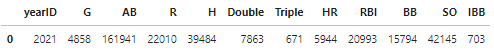 yearID G AB R H Double Triple HR RBI BB SO IBB
0 2021 4858 161941 22010 39484 7863 671 5944 20993 15794 42145 703